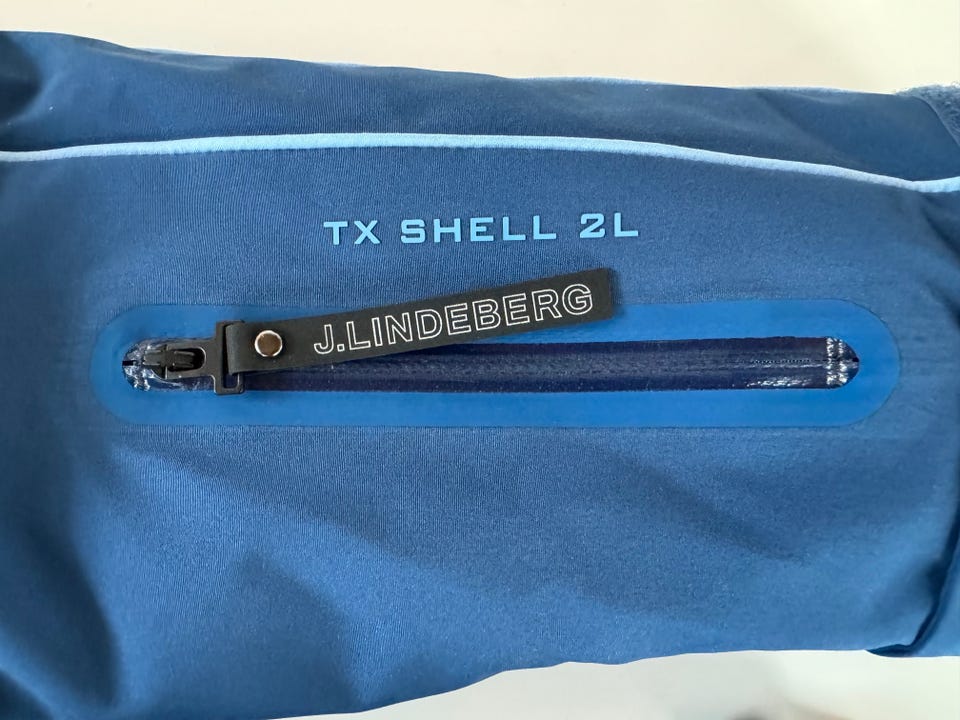 TX SHELL 2L
J.LINDEBERG